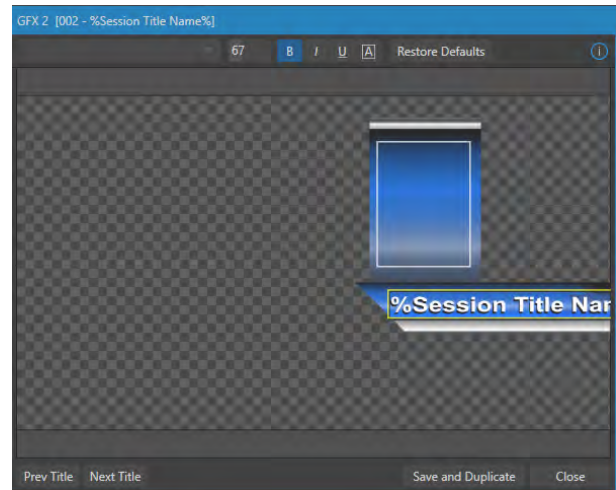 GFX 2 [002 - %Session Title Name%]
67 B I U A Restore Defaults i
%Session Title Nar
Prev Title Next Title Save and Duplicate Close